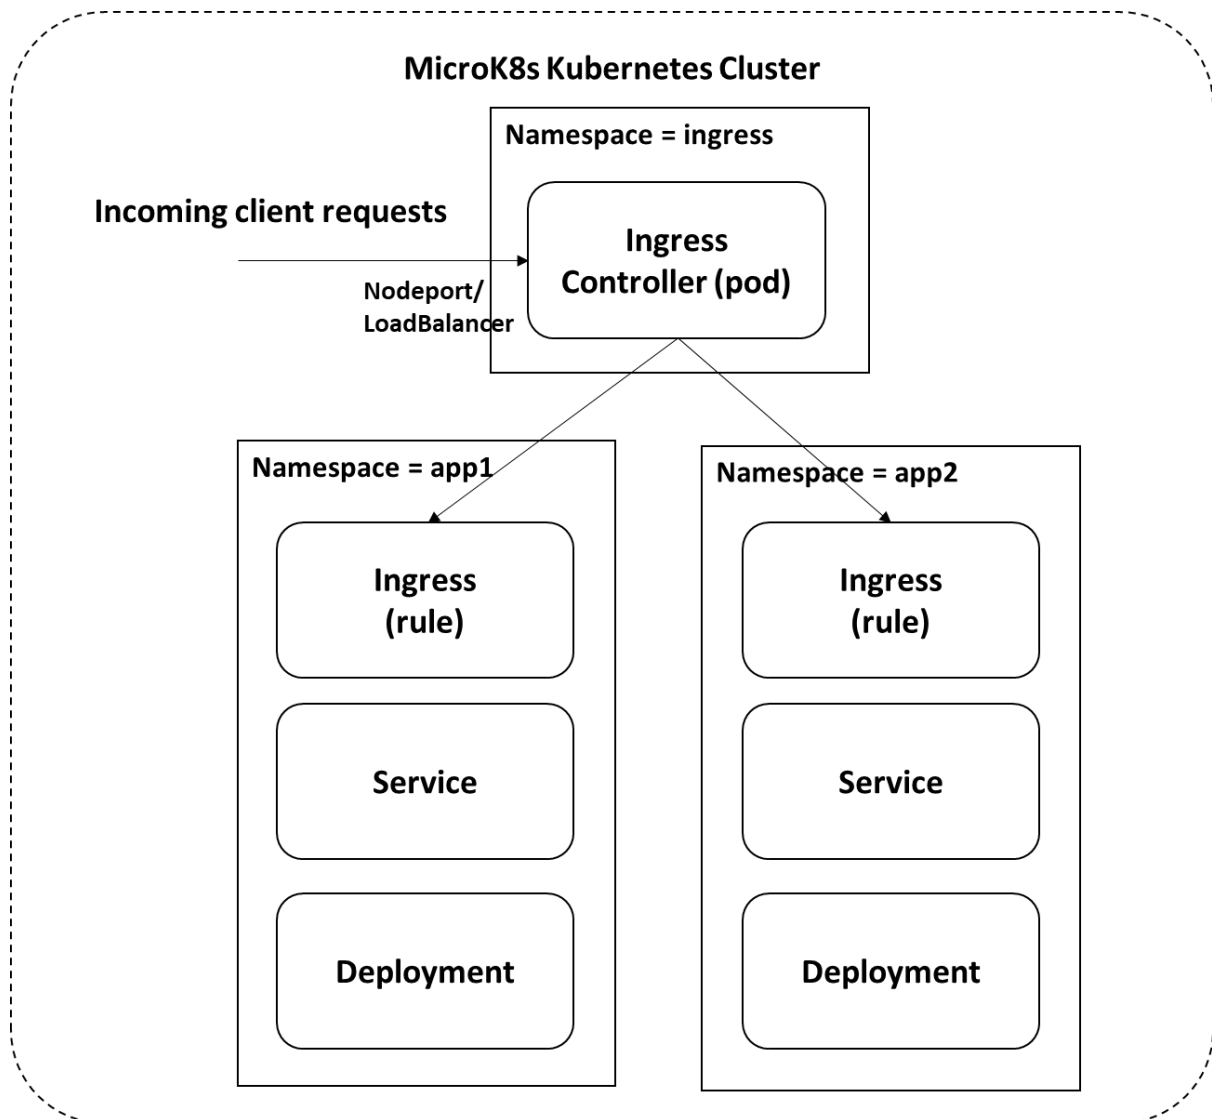 MicroK8s Kubernetes Cluster
Namespace = ingress
Incoming client requests
Ingress
Controller (pod)
Nodeport/
LoadBalancer
Namespace = app1
Ingress
(rule)
Service
Deployment
Namespace = app2
Ingress
(rule)
Service
Deployment